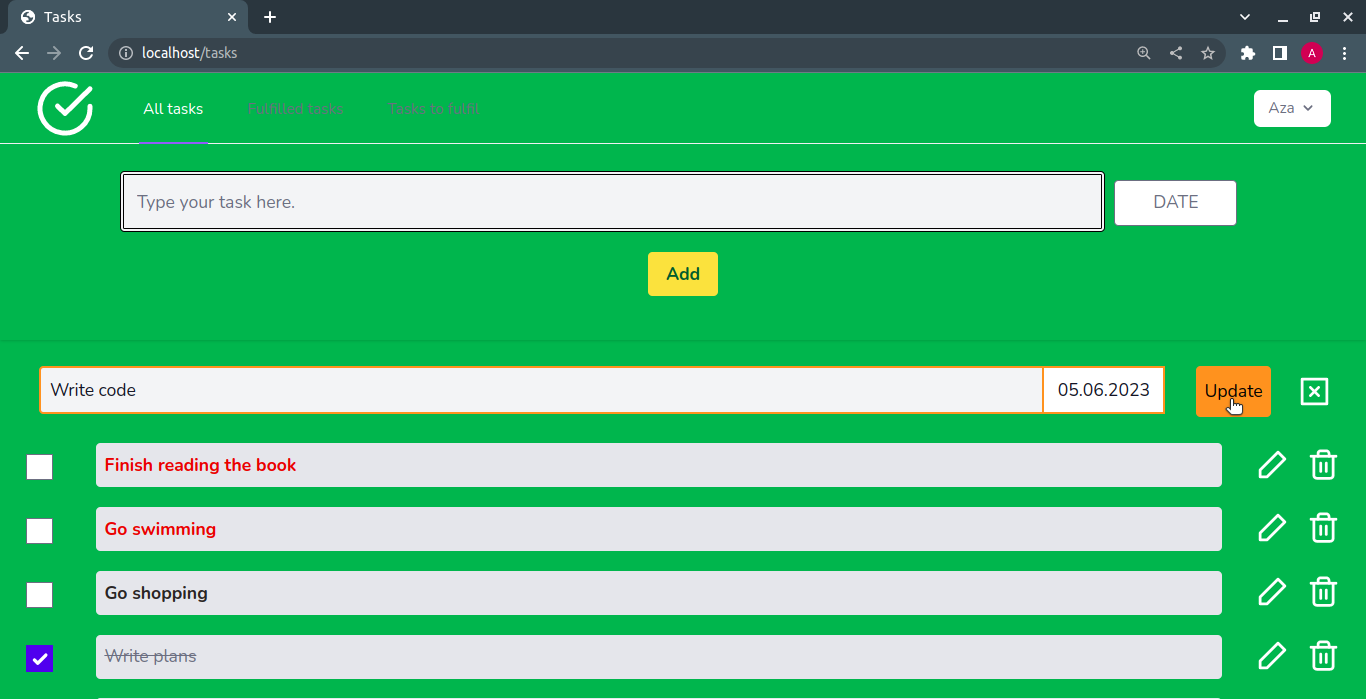 Tasks
localhost/tasks
A
All tasks Fulfilled tasks Tasks to fulfill
Aza
Type your task here. DATE
Add
Write code 05.06.2023 Update
Finish reading the book
Go swimming
Go shopping
Write plans